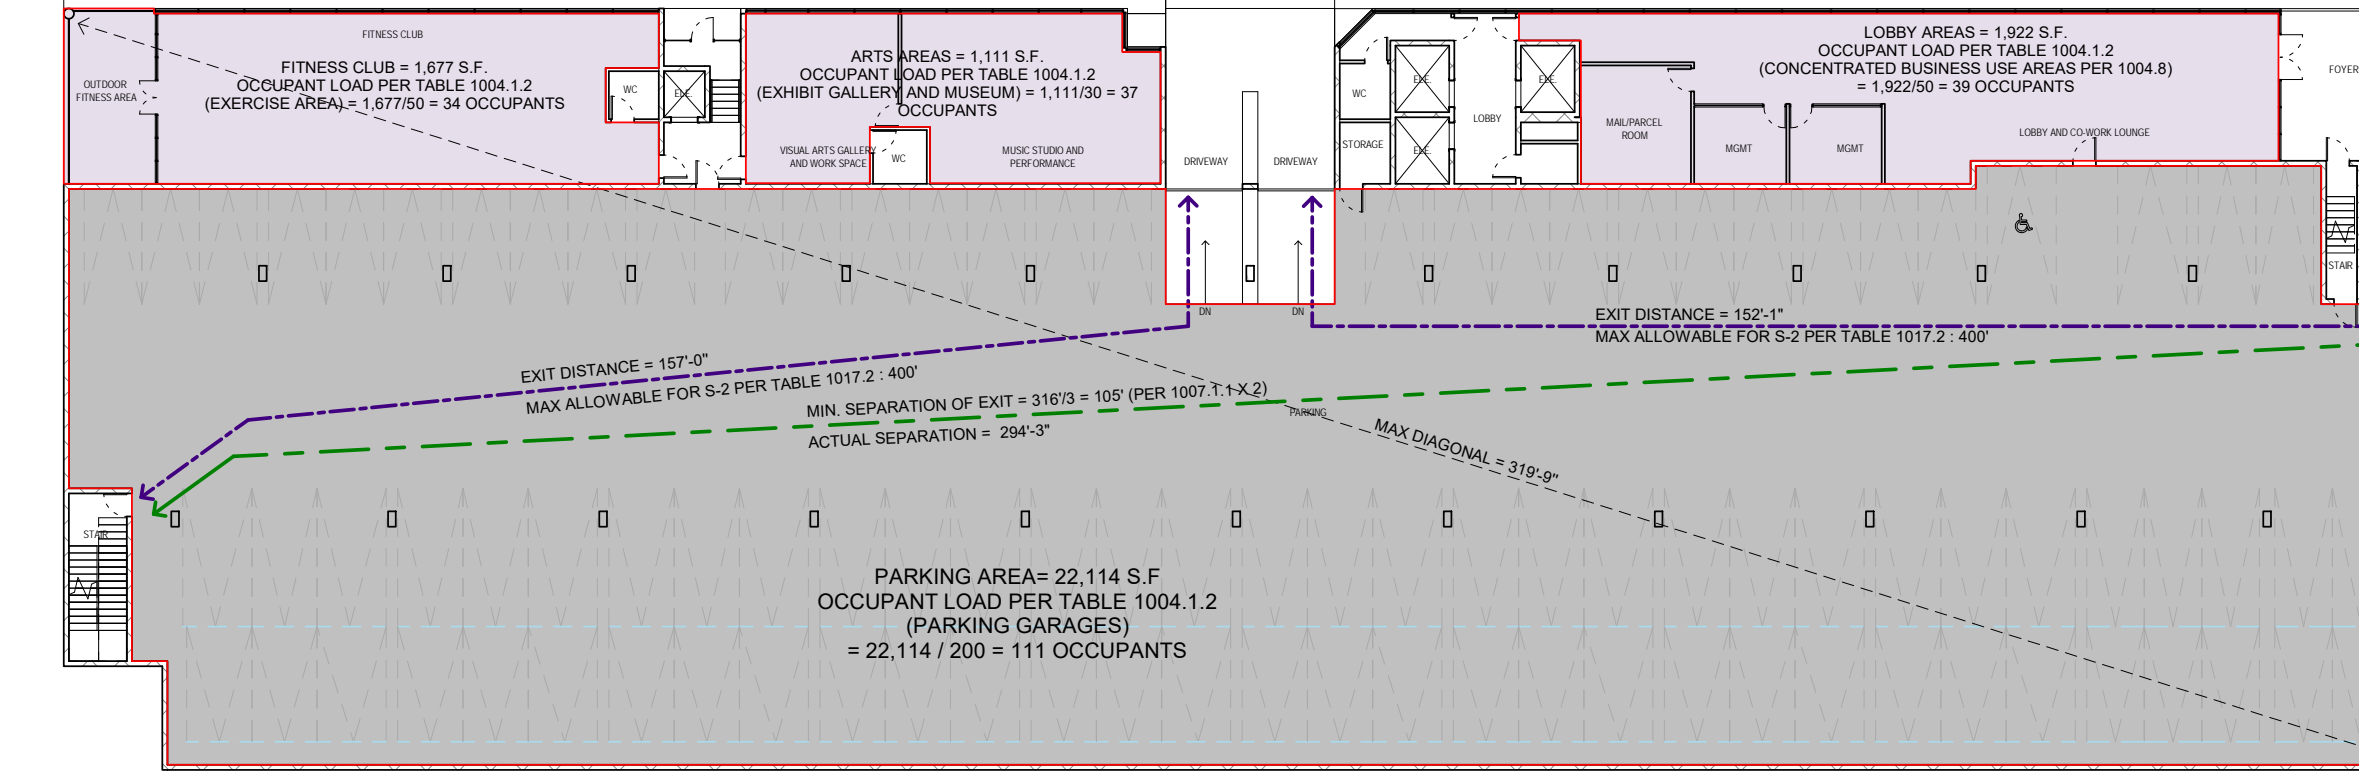 FITNESS CLUB
FITNESS CLUB = 1,677 S.F.
OCCUPANT LOAD PER TABLE 1004.1.2
(EXERCISE AREA) = 1,677/50 = 34 OCCUPANTS
OUTDOOR
FITNESS AREA
WC
ELE.
ARTS AREAS = 1,111 S.F.
OCCUPANT LOAD PER TABLE 1004.1.2
(EXHIBIT GALLERY AND MUSEUM) = 1,111/30 = 37
OCCUPANTS
VISUAL ARTS GALLERY
AND WORK SPACE
WC
MUSIC STUDIO AND
PERFORMANCE
DRIVEWAY
DRIVEWAY
WC
STORAGE
ELE.
ELE.
LOBBY
ELE.
LOBBY AREAS = 1,922 S.F.
OCCUPANT LOAD PER TABLE 1004.1.2
(CONCENTRATED BUSINESS USE AREAS PER 1004.8)
= 1,922/50 = 39 OCCUPANTS
MAIL/PARCEL
ROOM
MGMT
MGMT
LOBBY AND CO-WORK LOUNGE
FOYER
STAIR
DN
DN
EXIT DISTANCE = 152'-1"
MAX ALLOWABLE FOR S-2 PER TABLE 1017.2 : 400'
EXIT DISTANCE = 157'-0"
MAX ALLOWABLE FOR S-2 PER TABLE 1017.2 : 400'
MIN. SEPARATION OF EXIT = 316'/3 = 105' (PER 1007.1.1 X 2)
ACTUAL SEPARATION = 294'-3"
PARKING
MAX DIAGONAL = 319'-9"
STAIR
PARKING AREA= 22,114 S.F
OCCUPANT LOAD PER TABLE 1004.1.2
(PARKING GARAGES)
= 22,114 / 200 = 111 OCCUPANTS